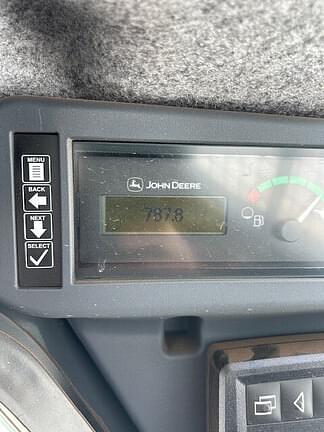 MENU
BACK
NEXT
SELECT
JOHN DEERE
787.8